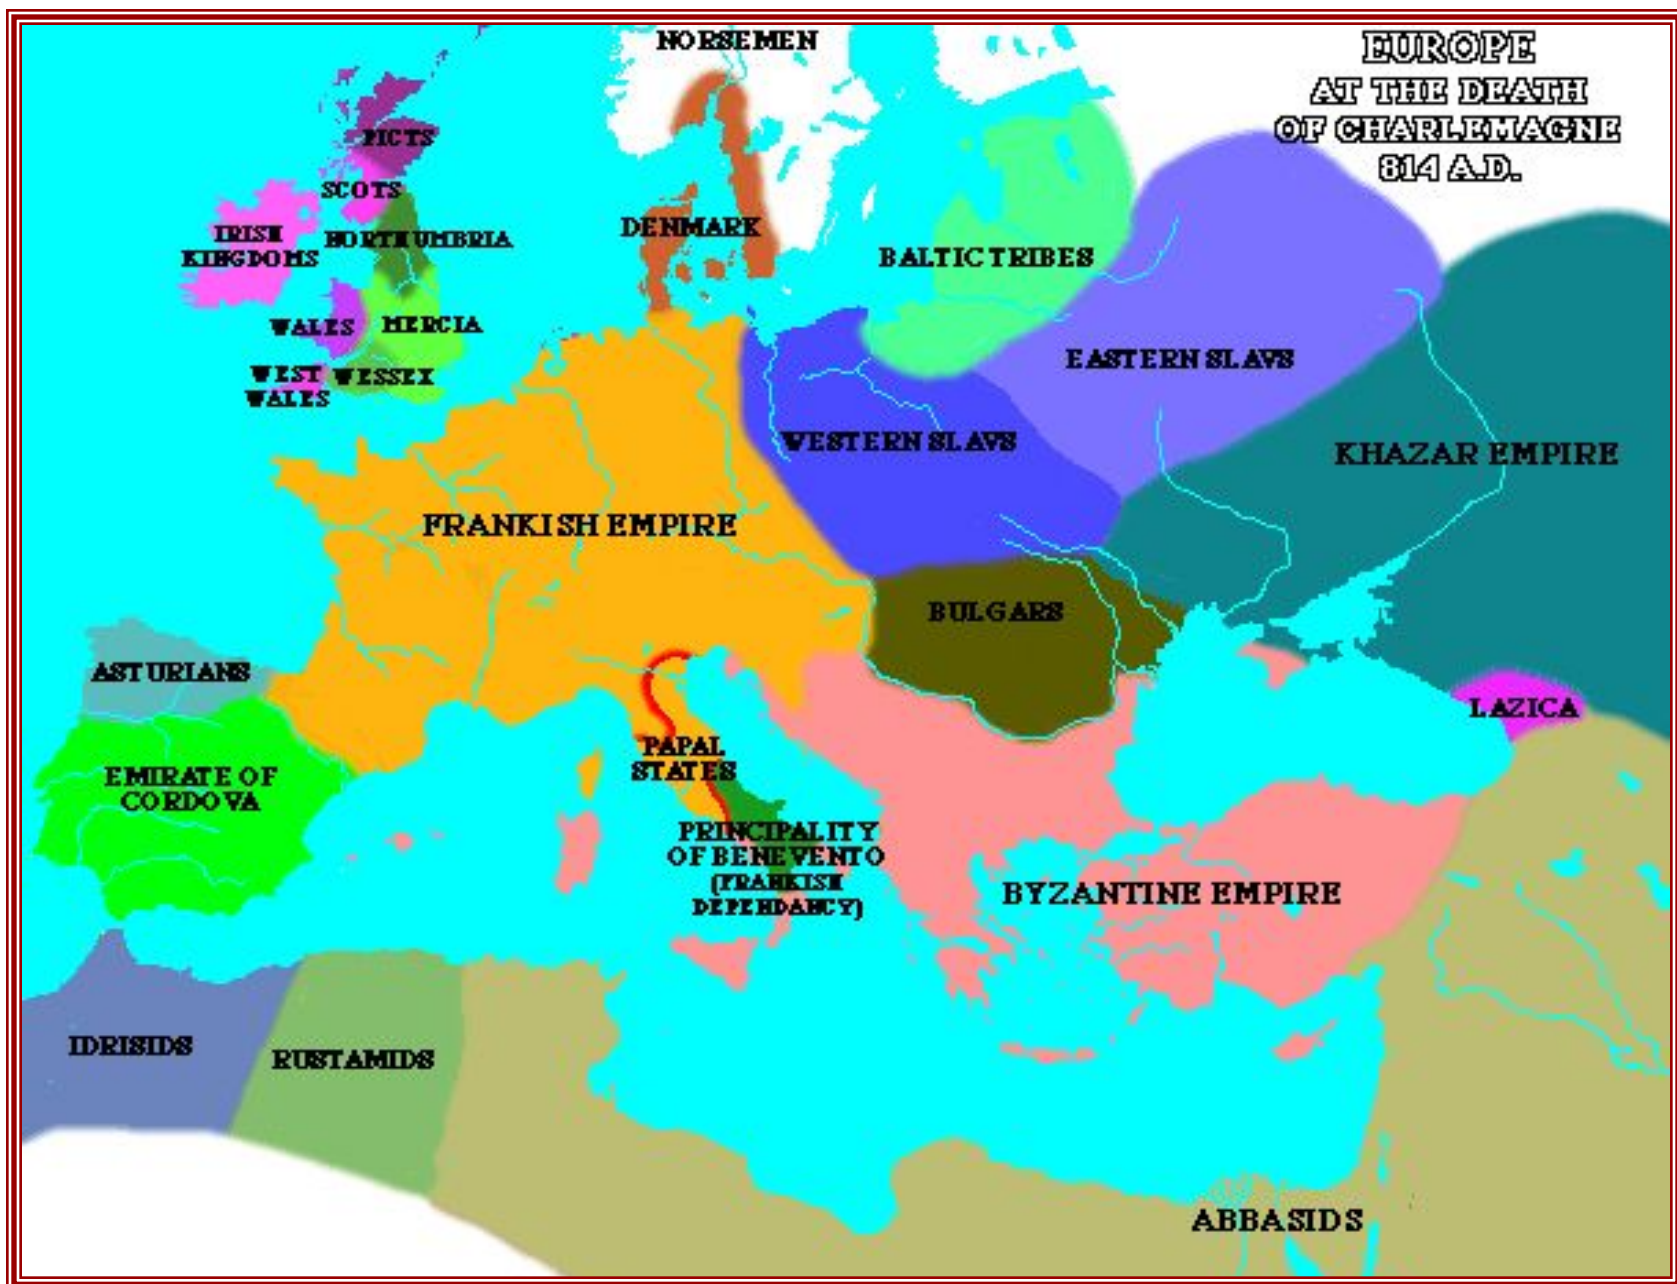 NORSEMEN
EUROPE
AT THE DEATH
OF CHARLEMAGNE
814 A.D.
PICTS
SCOTS
IRISH
KINGDOMS
NORTHUMBRIA
DENMARK
BALTIC TRIBES
WALES
MERCIA
WEST
WALES
WESSEX
EASTERN SLAVS
WESTERN SLAVS
KHAZAR EMPIRE
FRANKISH EMPIRE
BULGARS
ASTURIANS
LAZICA
EMIRATE OF
CORDOVA
PAPAL
STATES
PRINCIPALITY
OF BENEVENTO
(FRANKISH
DEPENDANCY)
BYZANTINE EMPIRE
IDRISIDS
RUSTAMIDS
ABBASIDS